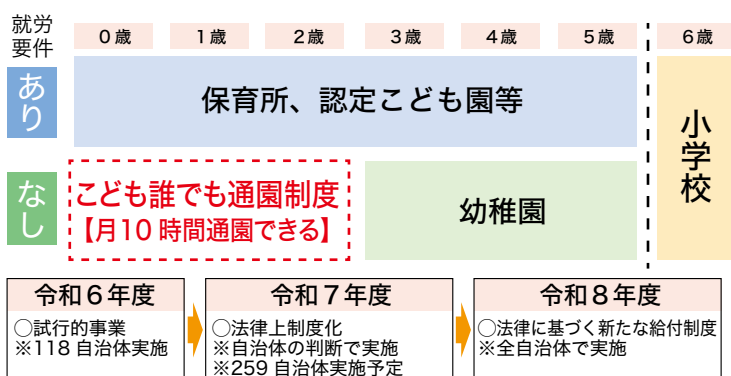 就労
要件
0歳 1歳 2歳 3歳 4歳 5歳 6歳
あり
保育所、認定こども園等
小学校
なし
こども誰でも通園制度
【月10時間通園できる】
幼稚園
令和6年度
○試行的事業
※118自治体実施
令和7年度
○法律上制度化
※自治体の判断で実施
※259自治体実施予定
令和8年度
○法律に基づく新たな給付制度
※全自治体で実施